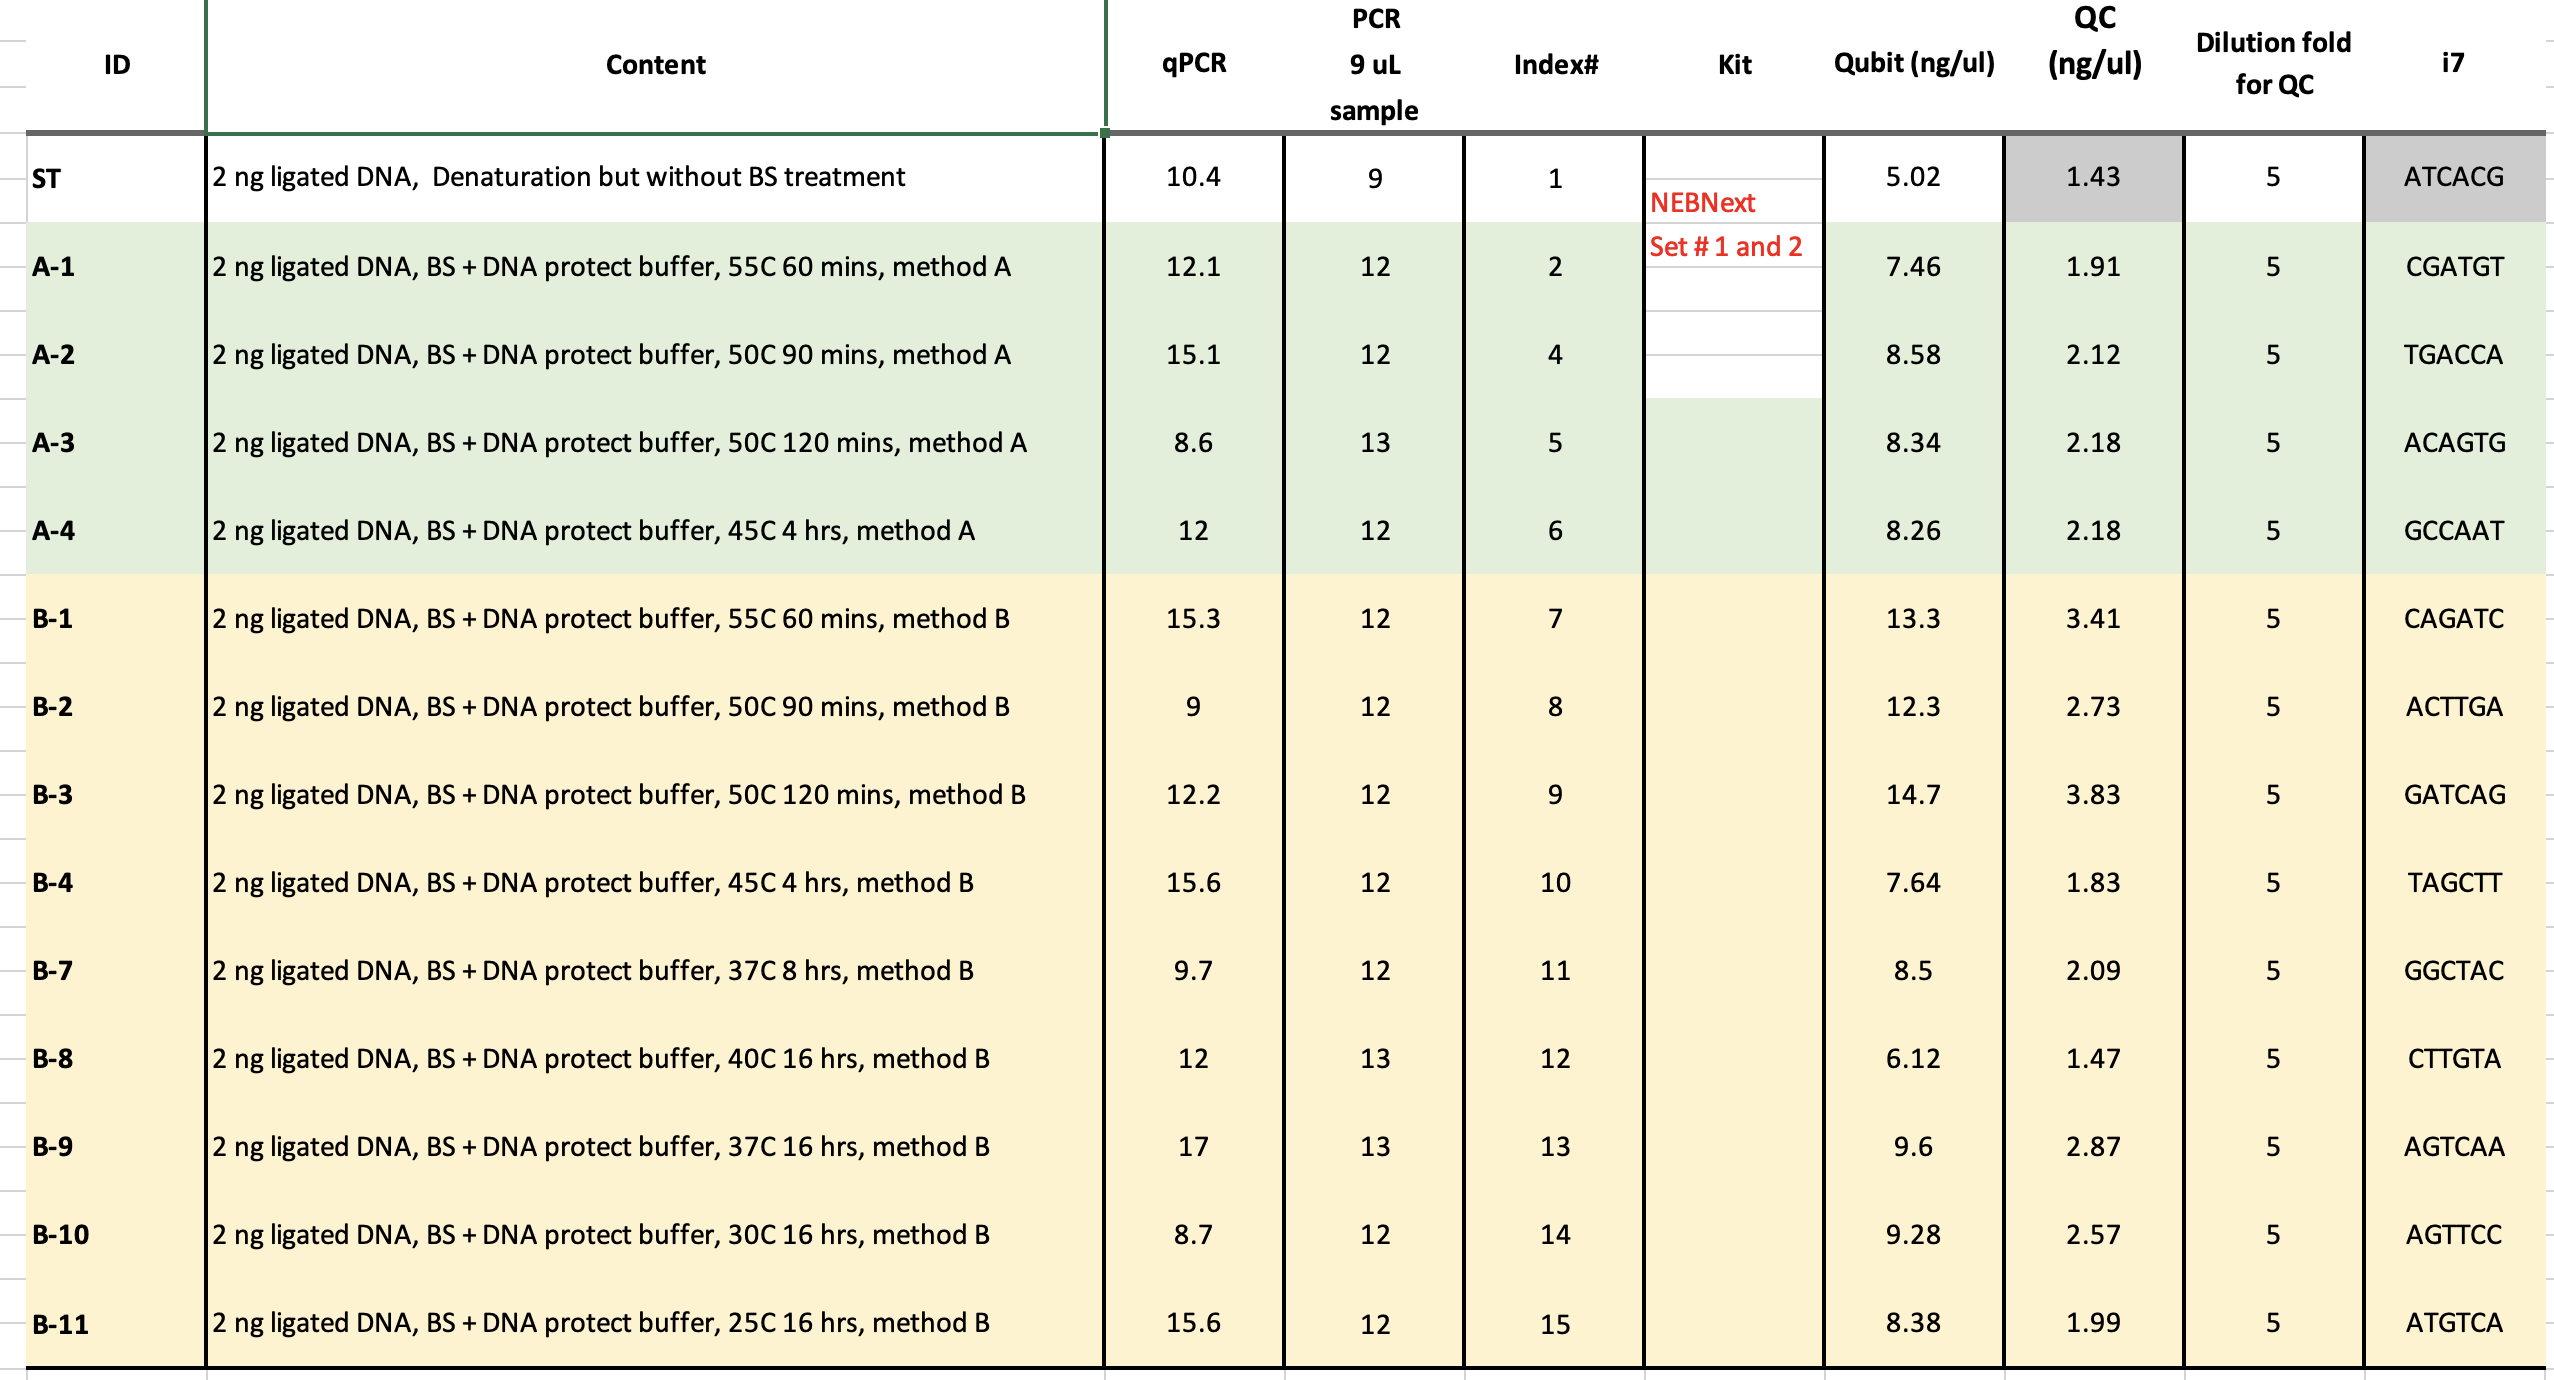 ID Content qPCR PCR 9 uL sample Index# Kit Qubit (ng/ul) QC (ng/ul) Dilution fold for QC i7
ST 2 ng ligated DNA,  Denaturation but without BS treatment 10.4 9 1 5.02 1.43 5 ATCACG
NEBNext
Set # 1 and 2
A-1 2 ng ligated DNA, BS + DNA protect buffer, 55C 60 mins, method A 12.1 12 2 7.46 1.91 5 CGATGT
A-2 2 ng ligated DNA, BS + DNA protect buffer, 50C 90 mins, method A 15.1 12 4 8.58 2.12 5 TGACCA
A-3 2 ng ligated DNA, BS + DNA protect buffer, 50C 120 mins, method A 8.6 13 5 8.34 2.18 5 ACAGTG
A-4 2 ng ligated DNA, BS + DNA protect buffer, 45C 4 hrs, method A 12 12 6 8.26 2.18 5 GCCAAT
B-1 2 ng ligated DNA, BS + DNA protect buffer, 55C 60 mins, method B 15.3 12 7 13.3 3.41 5 CAGATC
B-2 2 ng ligated DNA, BS + DNA protect buffer, 50C 90 mins, method B 9 12 8 12.3 2.73 5 ACTTGA
B-3 2 ng ligated DNA, BS + DNA protect buffer, 50C 120 mins, method B 12.2 12 9 14.7 3.83 5 GATCAG
B-4 2 ng ligated DNA, BS + DNA protect buffer, 45C 4 hrs, method B 15.6 12 10 7.64 1.83 5 TAGCTT
B-7 2 ng ligated DNA, BS + DNA protect buffer, 37C 8 hrs, method B 9.7 12 11 8.5 2.09 5 GGCTAC
B-8 2 ng ligated DNA, BS + DNA protect buffer, 40C 16 hrs, method B 12 13 12 6.12 1.47 5 CTTGTA
B-9 2 ng ligated DNA, BS + DNA protect buffer, 37C 16 hrs, method B 17 13 13 9.6 2.87 5 AGTCAA
B-10 2 ng ligated DNA, BS + DNA protect buffer, 30C 16 hrs, method B 8.7 12 14 9.28 2.57 5 AGTTCC
B-11 2 ng ligated DNA, BS + DNA protect buffer, 25C 16 hrs, method B 15.6 12 15 8.38 1.99 5 ATGTCA